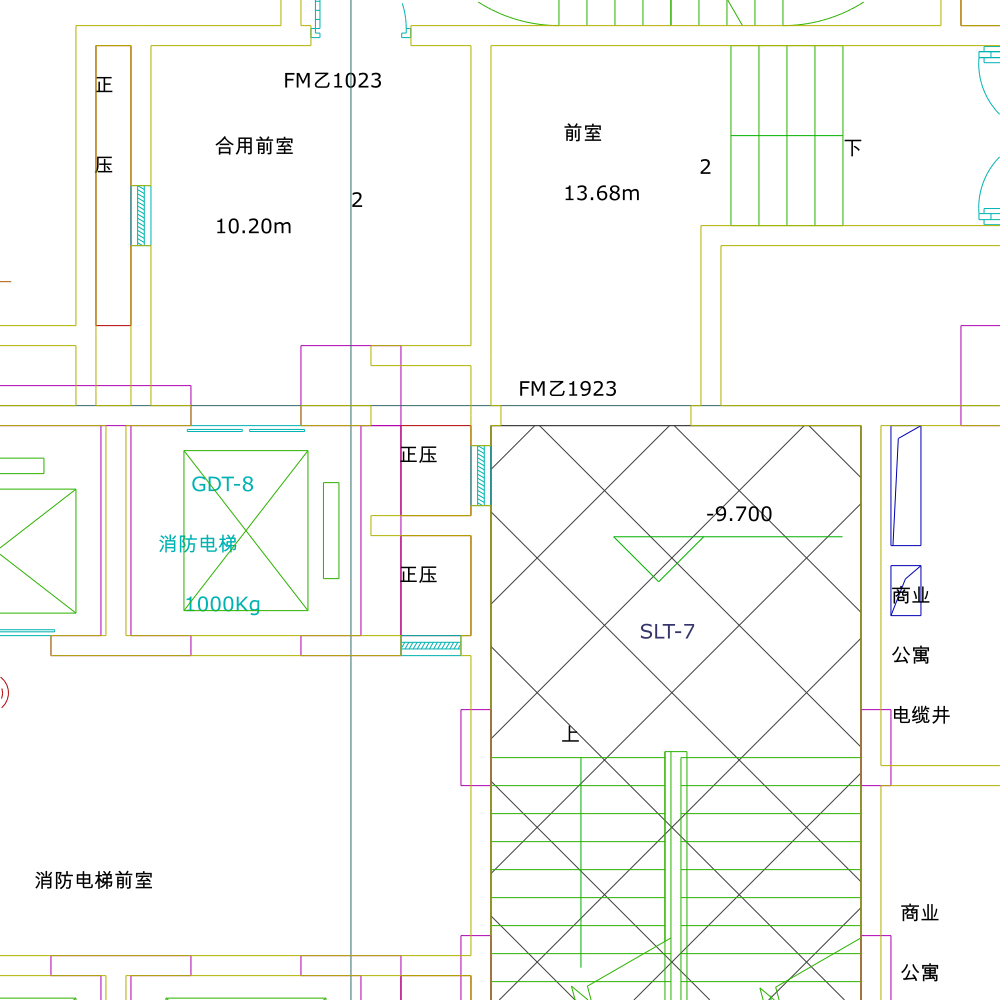 正
压
FM乙1023
合用前室
2
10.20m
前室
2
13.68m
下
FM乙1923
正压
GDT-8
消防电梯
1000Kg
正压
-9.700
SLT-7
上
商业
公寓
电缆井
消防电梯前室
商业
公寓